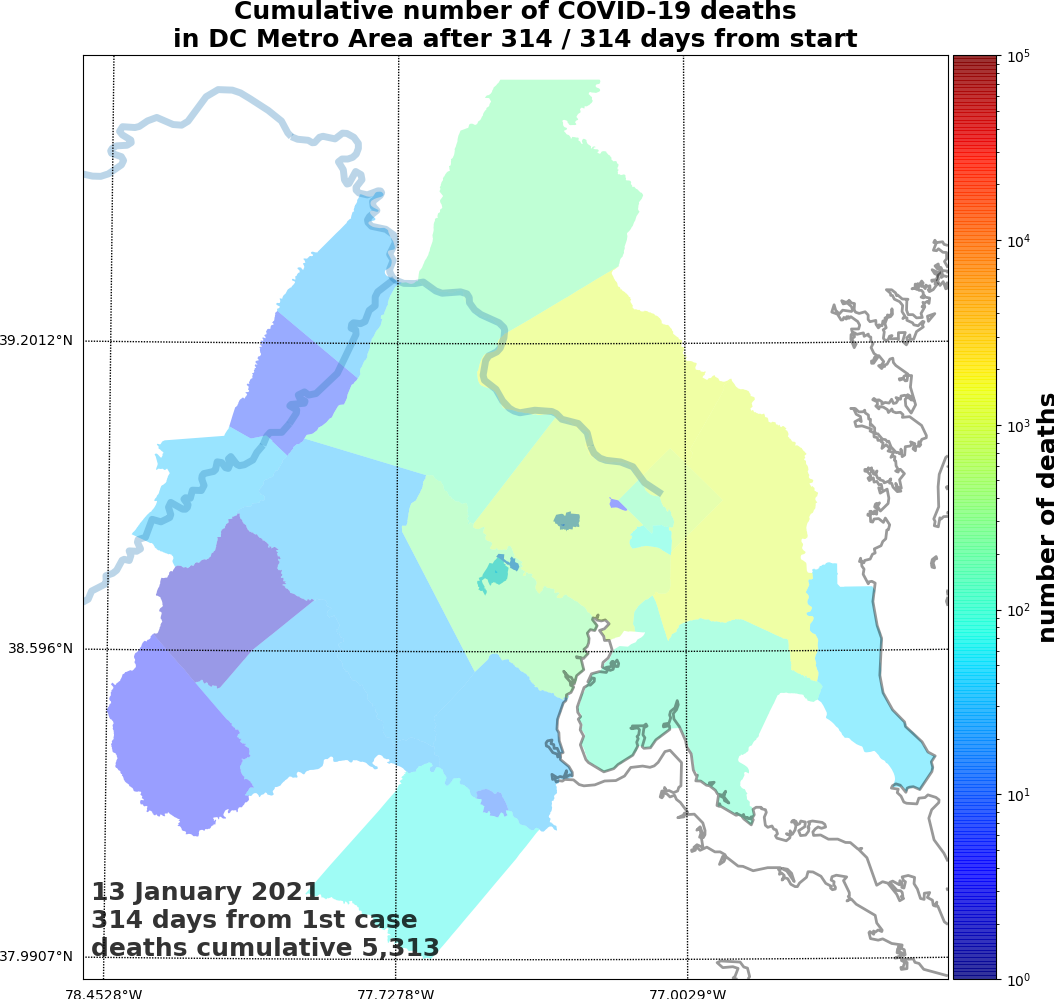 Cumulative number of COVID-19 deaths
in DC Metro Area after 314 / 314 days from start
10^5
10^4
10^3
10^2
10^1
10^0
number of deaths
39.2012°N
38.596°N
37.9907°N
13 January 2021
314 days from 1st case
deaths cumulative 5,313
78.4528°W
77.7278°W
77.0029°W